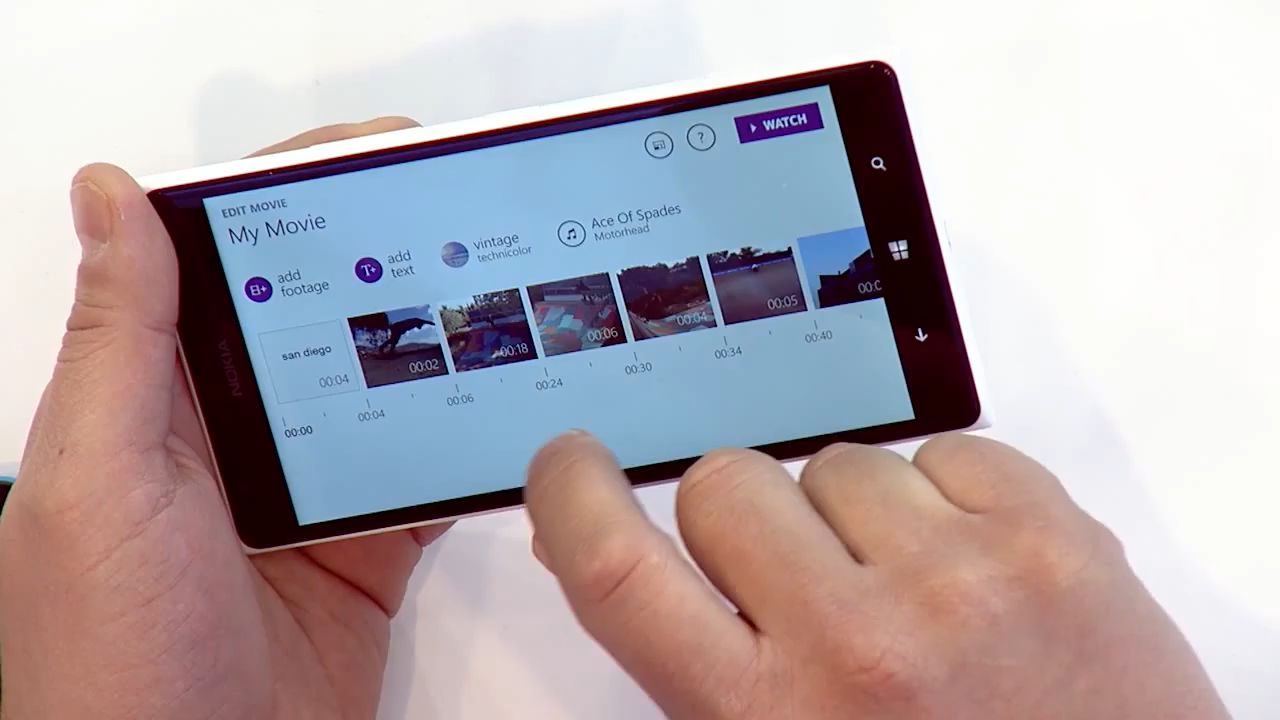 WATCH
?
EDIT MOVIE
My Movie
add
footage
T+
add
text
vintage
technicolor
Ace Of Spades
Motorhead
san diego
00:04
00:02
00:18
00:06
00:04
00:05
00:0
00:00
00:04
00:06
00:24
00:30
00:34
00:40
NOKIA